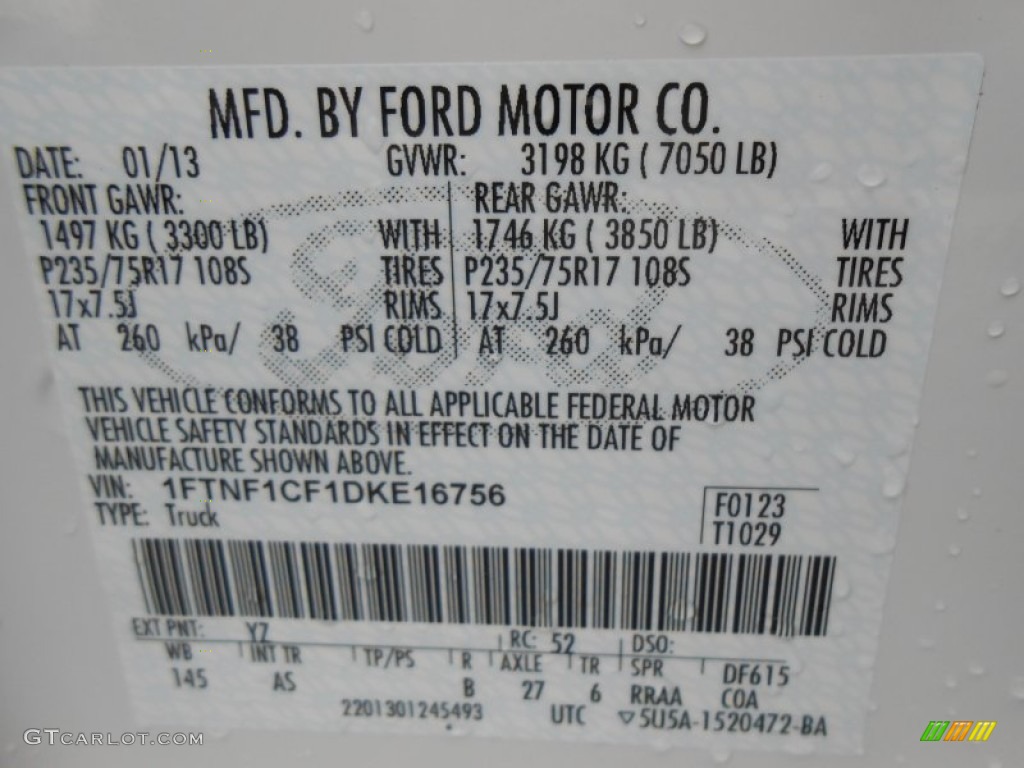 MFD. BY FORD MOTOR CO.
DATE: 01/13 GVWR: 3198 KG ( 7050 LB)
FRONT GAWR: REAR GAWR:
1497 KG ( 3300 LB) WITH 1746 KG ( 3850 LB) WITH
P235/75R17 108S TIRES P235/75R17 108S TIRES
17x7.5J RIMS 17x7.5J RIMS
AT 260 kPa/ 38 PSI COLD AT 260 kPa/ 38 PSI COLD
Ford
THIS VEHICLE CONFORMS TO ALL APPLICABLE FEDERAL MOTOR
VEHICLE SAFETY STANDARDS IN EFFECT ON THE DATE OF
MANUFACTURE SHOWN ABOVE.
VIN: 1FTNF1CF1DKE16756
TYPE: Truck
F0123
T1029
EXT PNT: YZ RC: 52 DSO:
WB INT TR TP/PS R AXLE TR SPR DF615
145 AS B 27 6 RRAA COA
2201301245493 UTC ▽5U5A-1520472-BA
GTCARLOT.COM